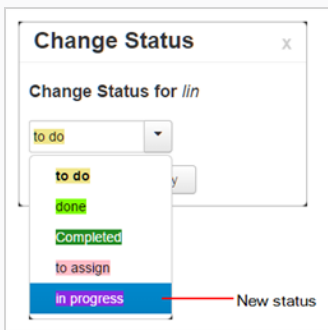 Change Status
x
Change Status for lin
to do
to do
y
done
Completed
to assign
in progress
New status